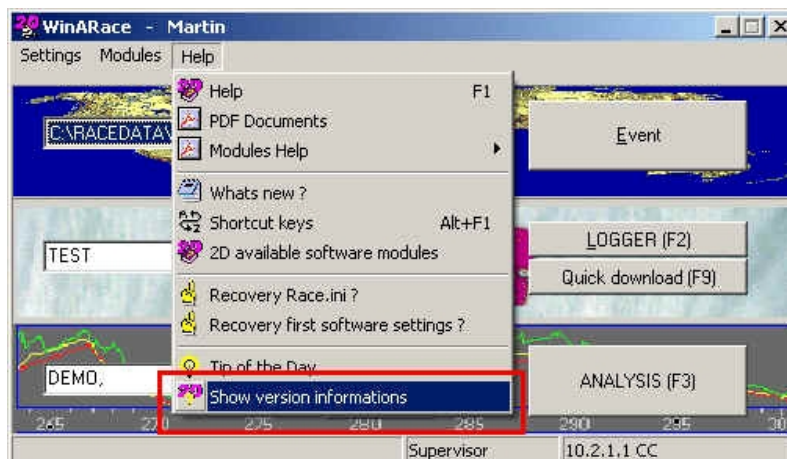 WinARace - Martin
Settings Modules Help
Help F1
PDF Documents
Modules Help
Whats new ?
Shortcut keys Alt+F1
2D available software modules
Recovery Race.ini ?
Recovery first software settings ?
Tip of the Day
Show version informations
C:\RACEDATA\
Event
TEST
LOGGER (F2)
Quick download (F9)
DEMO,
ANALYSIS (F3)
265 270 275 280 285 290 295
Supervisor 10.2.1.1 CC